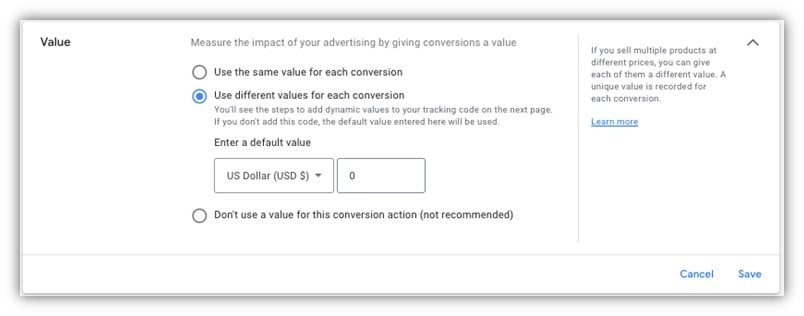 Value
Measure the impact of your advertising by giving conversions a value
Use the same value for each conversion
Use different values for each conversion
You'll see the steps to add dynamic values to your tracking code on the next page.
If you don't add this code, the default value entered here will be used.
Enter a default value
US Dollar (USD $)
0
Don't use a value for this conversion action (not recommended)
If you sell multiple products at
different prices, you can give
each of them a different value. A
unique value is recorded for
each conversion.
Learn more
Cancel
Save